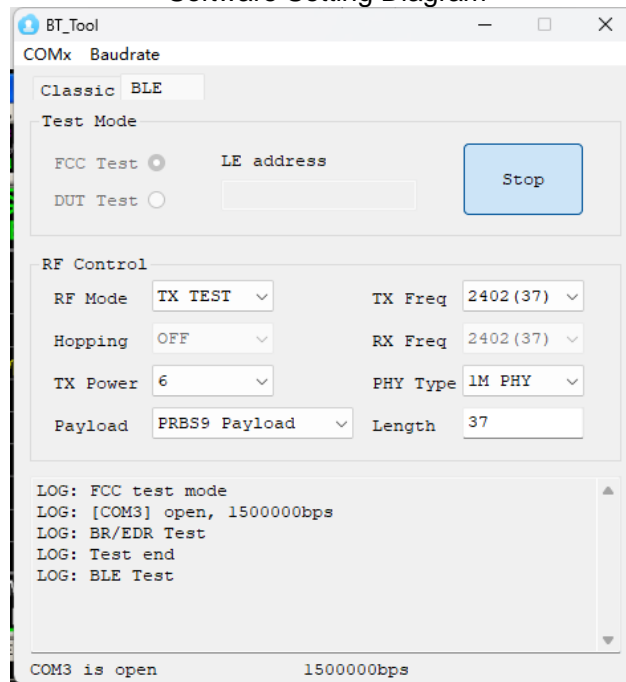 Software Setting Diagram
BT_Tool
COMx Baudrate
Classic BLE
Test Mode
FCC Test LE address
Stop
DUT Test
RF Control
RF Mode TX TEST TX Freq 2402(37)
Hopping OFF RX Freq 2402(37)
TX Power 6 PHY Type 1M PHY
Payload PRBS9 Payload Length 37
LOG: FCC test mode
LOG: [COM3] open, 1500000bps
LOG: BR/EDR Test
LOG: Test end
LOG: BLE Test
COM3 is open 1500000bps